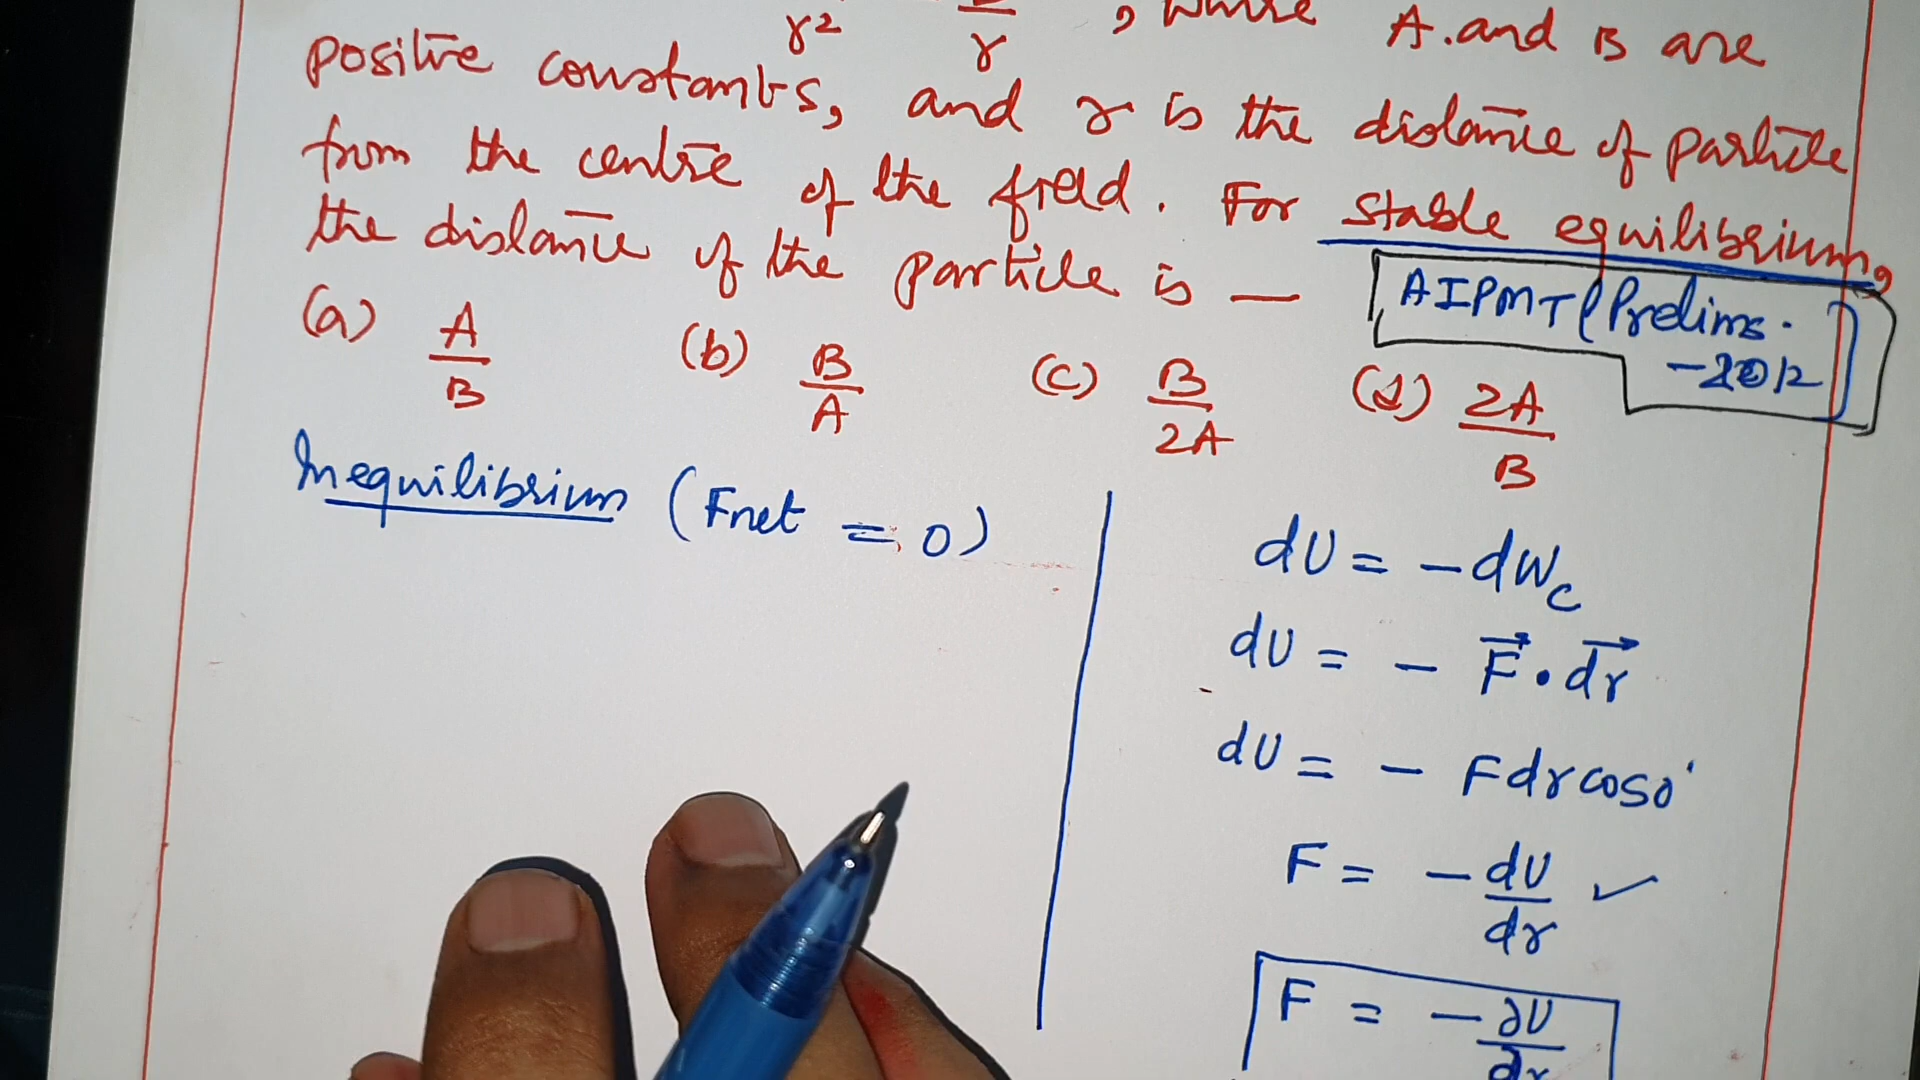 r² r , where A. and B are
positive constants, and r is the distance of particle
from the centre of the field. For stable equilibrium,
the distance of the particle is —
AIPMT (Prelims.
-2012
(a) A/B (b) B/A (c) B/2A (d) 2A/B
In equilibrium (Fnet = 0)
dU = -dWc
dU = - F⃗ • dr⃗
dU = - F dr cos0°
F = - dU/dr ✓
F = - ∂U/∂r